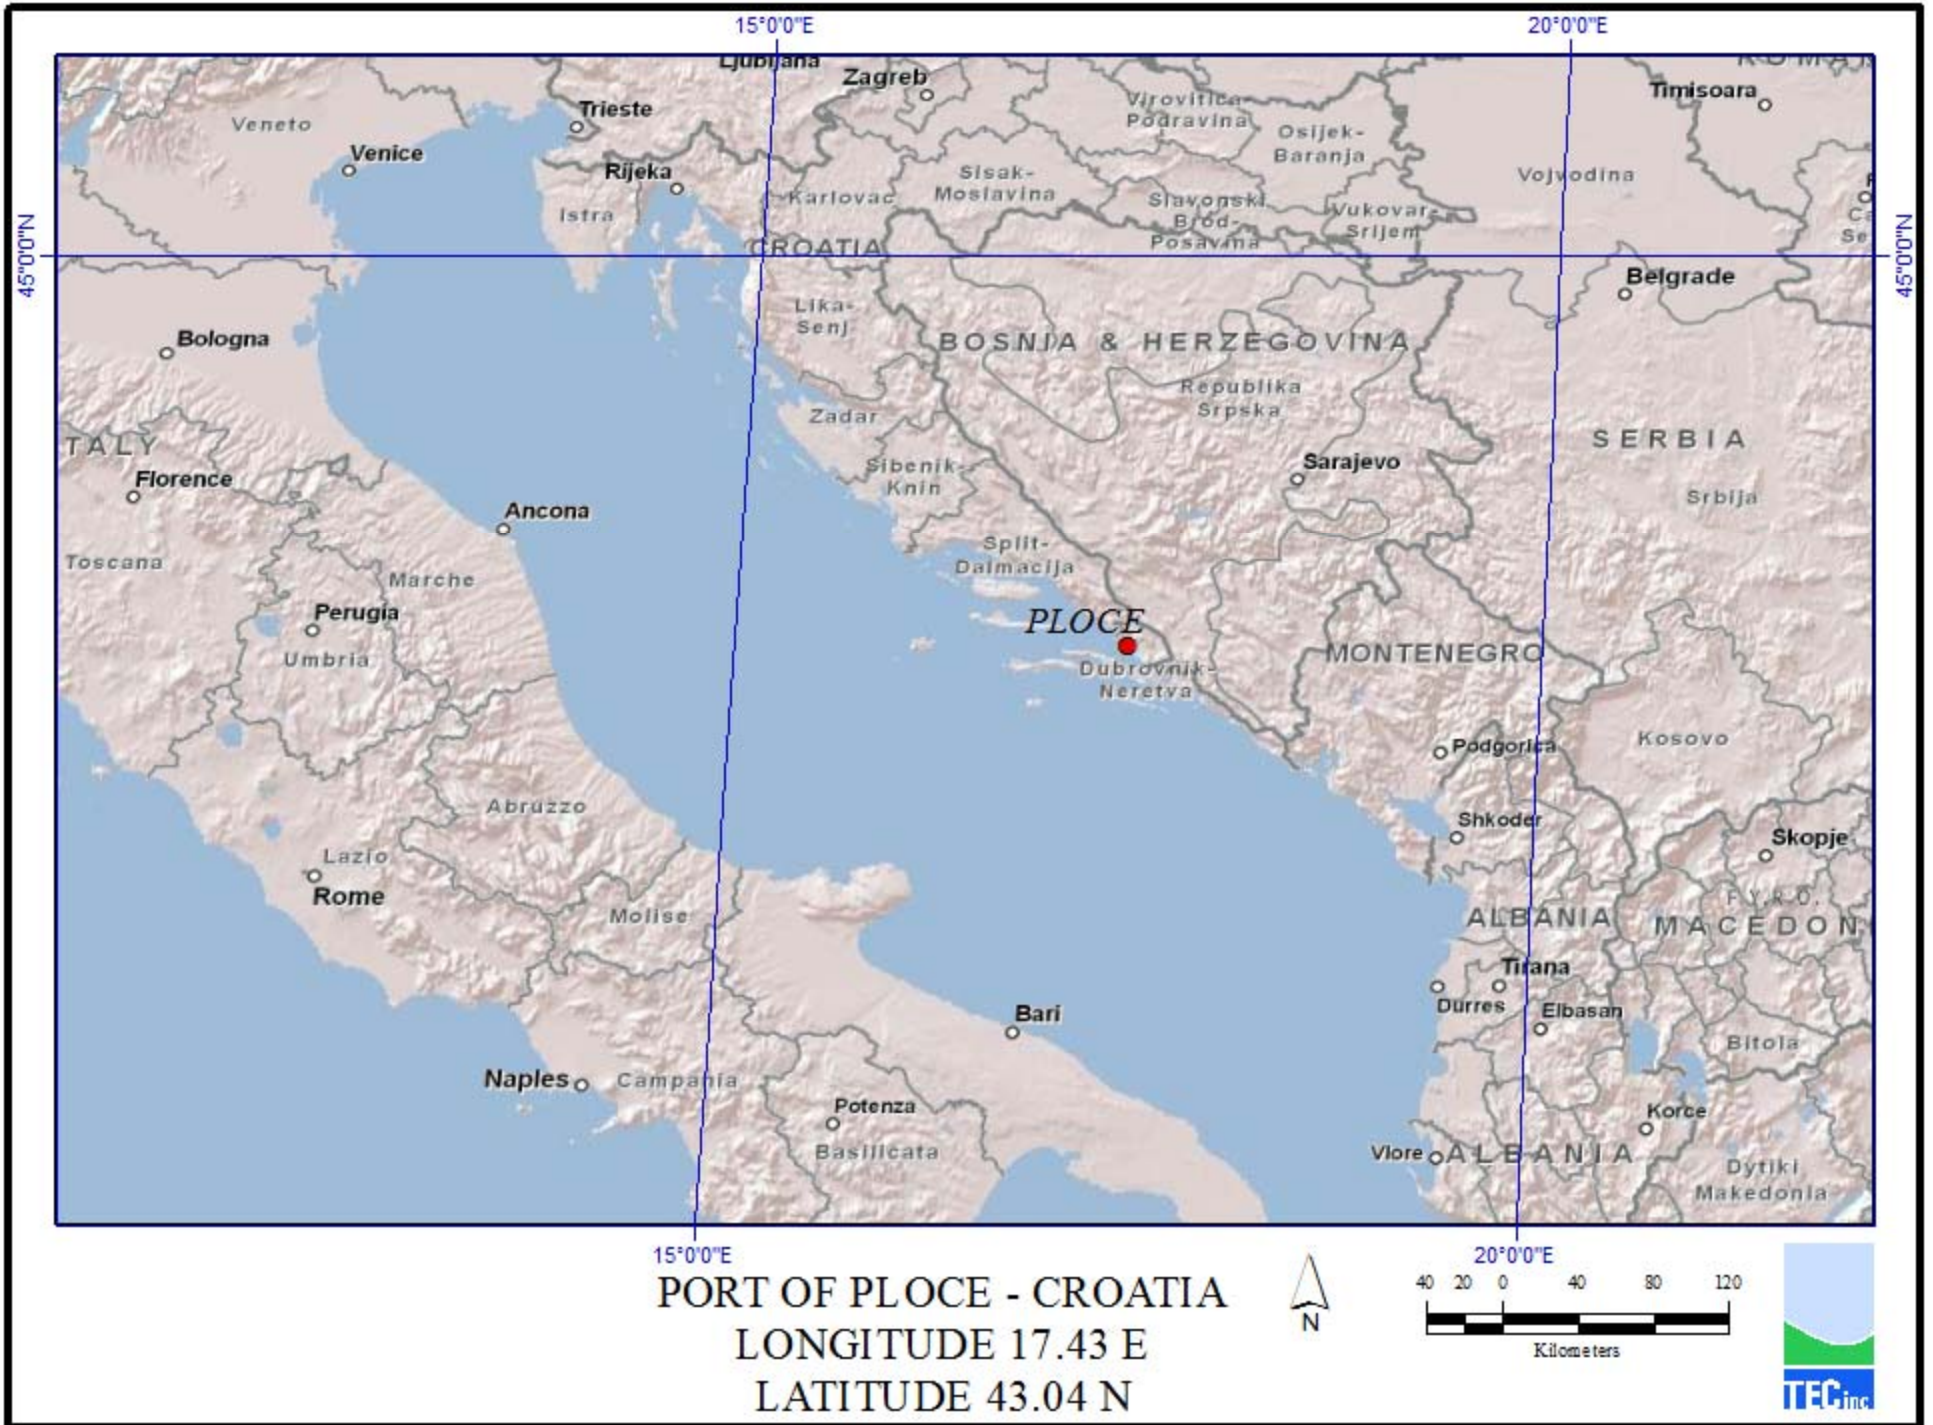 15°0'0"E
20°0'0"E
Ljubljana
Zagreb
Timisoara
Trieste
Virovitica-
Podravina
Veneto
Osijek-
Baranja
Venice
Rijeka
Sisak-
Moslavina
Vojvodina
Karlovac
Istra
Slavonski
Brod-
Posavina
Vukovar-
Srijem
45°0'0"N
45°0'0"N
CROATIA
Belgrade
Lika-
Senj
Bologna
BOSNIA & HERZEGOVINA
Republika
Srpska
Zadar
TALY
SERBIA
Florence
Sibenik-
Knin
Sarajevo
Srbija
Ancona
Toscana
Marche
Split-
Dalmacija
Perugia
PLOCE
Umbria
MONTENEGRO
Dubrovnik-
Neretva
Podgorica
Kosovo
Abruzzo
Shkoder
Skopje
Lazio
Rome
Molise
ALBANIA
F.Y.R.O.
MACEDON
Tirana
Durres
Elbasan
Bari
Bitola
Naples
Campania
Potenza
Basilicata
Korce
Vlore
ALBANIA
Dytiki
Makedonia
15°0'0"E
20°0'0"E
PORT OF PLOCE - CROATIA
LONGITUDE 17.43 E
LATITUDE 43.04 N
N
40 20 0 40 80 120
Kilometers
TEC inc